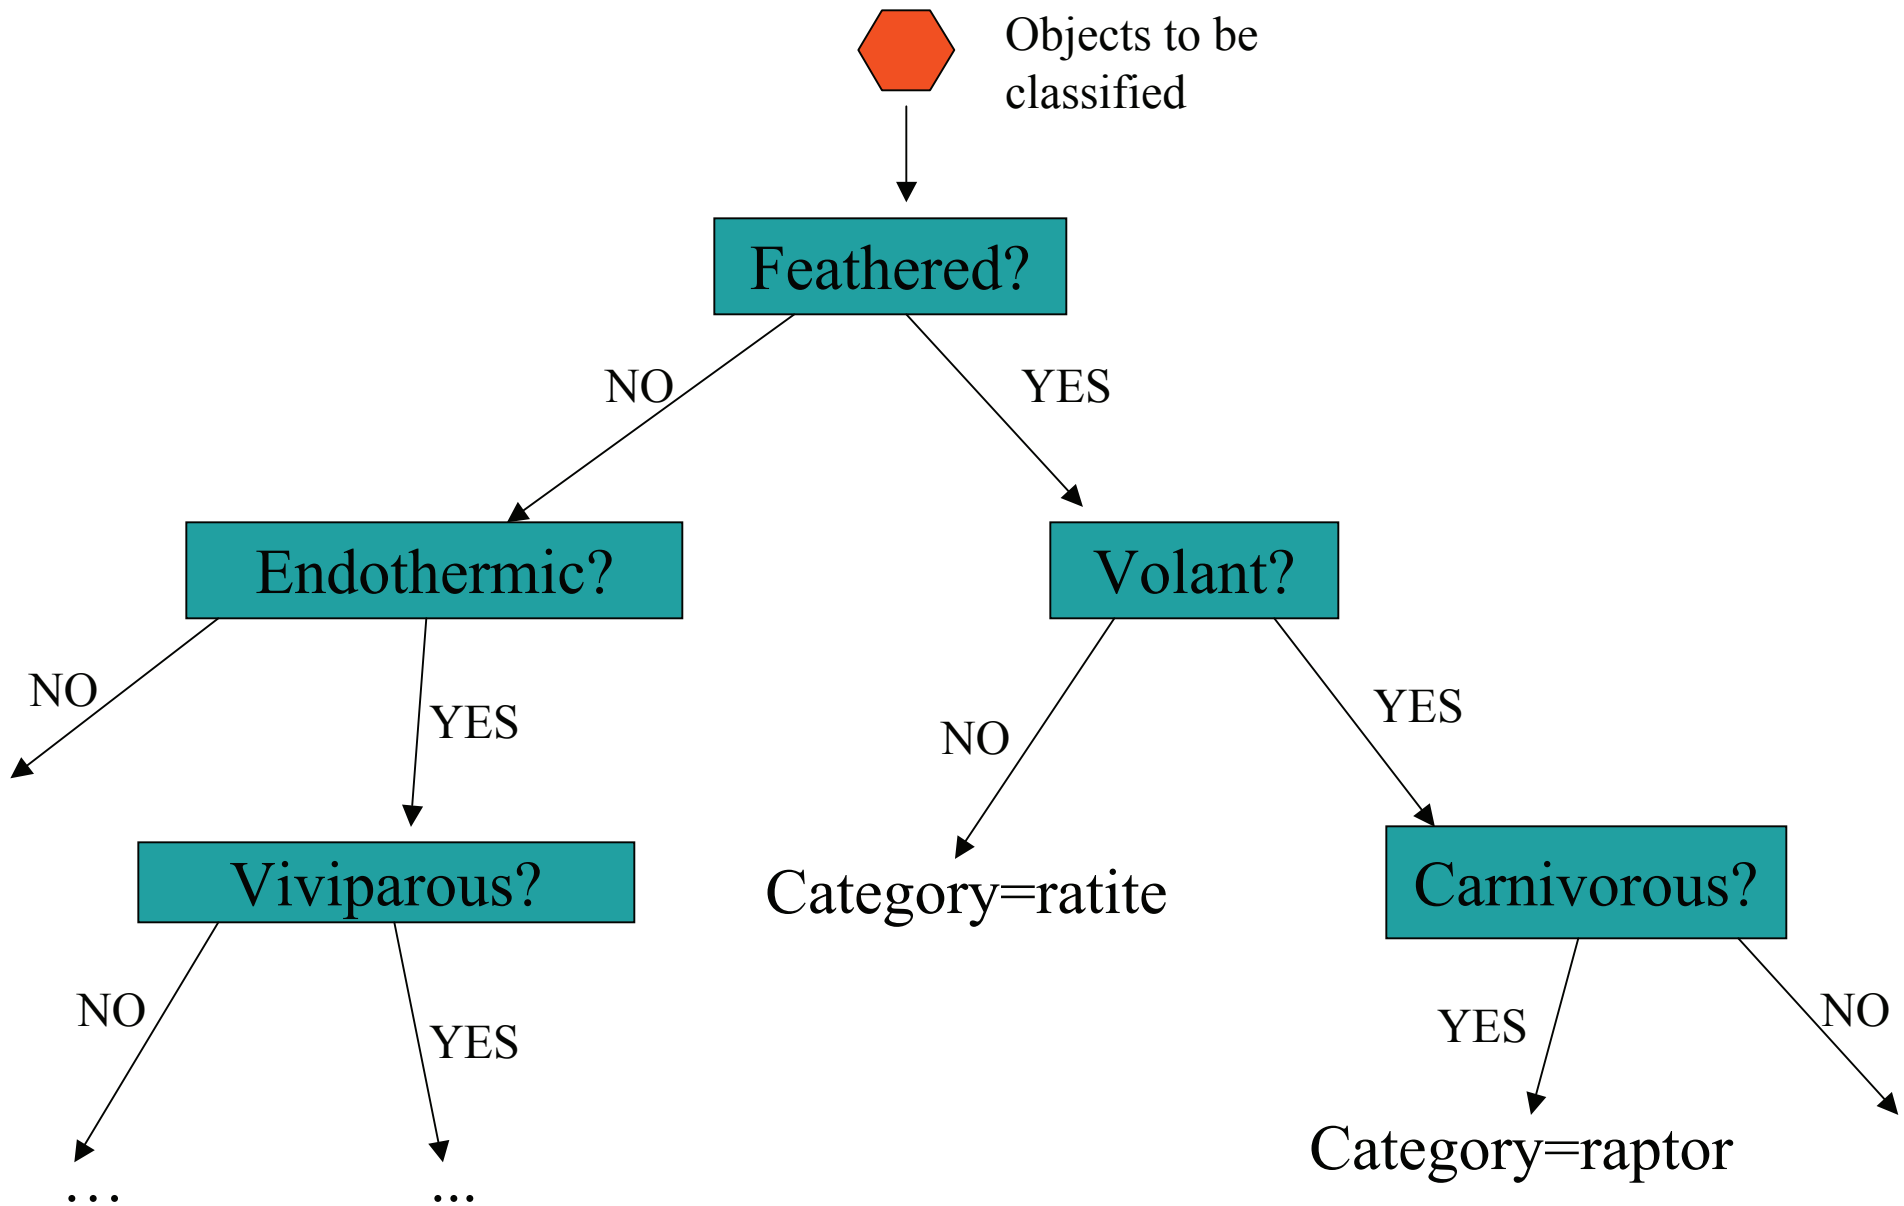 Objects to be
classified
Feathered?
NO
YES
Endothermic?
Volant?
NO
YES
NO
YES
Viviparous?
Category=ratite
Carnivorous?
NO
YES
YES
NO
Category=raptor
…
...